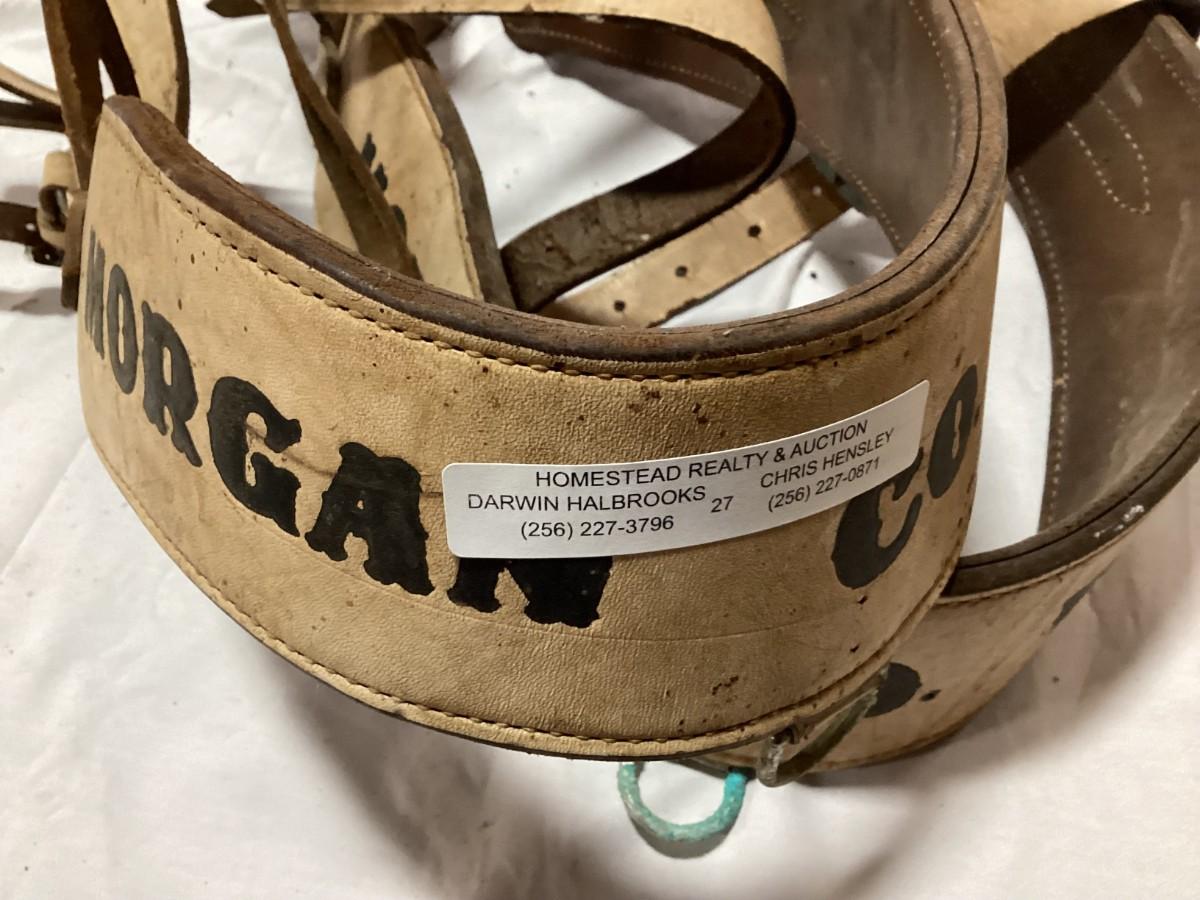 MORGAN CO.
HOMESTEAD REALTY & AUCTION
DARWIN HALBROOKS 27 CHRIS HENSLEY
(256) 227-3796 (256) 227-0871